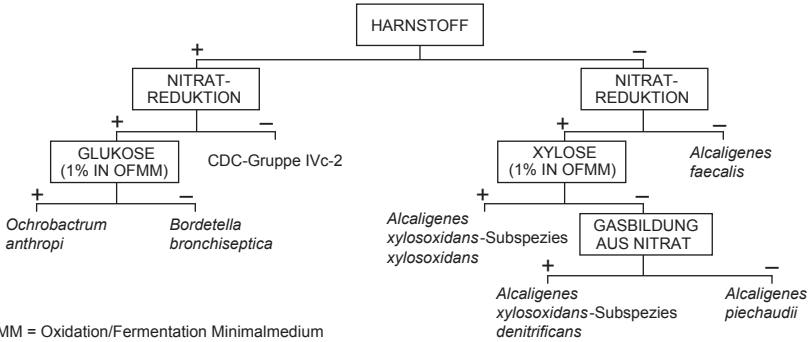 HARNSTOFF
+
–
NITRAT-
REDUKTION
NITRAT-
REDUKTION
+
–
+
–
GLUKOSE
(1% IN OFMM)
CDC-Gruppe IVc-2
XYLOSE
(1% IN OFMM)
Alcaligenes
faecalis
+
–
+
–
Ochrobactrum
anthropi
Bordetella
bronchiseptica
Alcaligenes
xylosoxidans-Subspezies
xylosoxidans
GASBILDUNG
AUS NITRAT
+
–
Alcaligenes
xylosoxidans-Subspezies
denitrificans
Alcaligenes
piechaudii
MM = Oxidation/Fermentation Minimalmedium